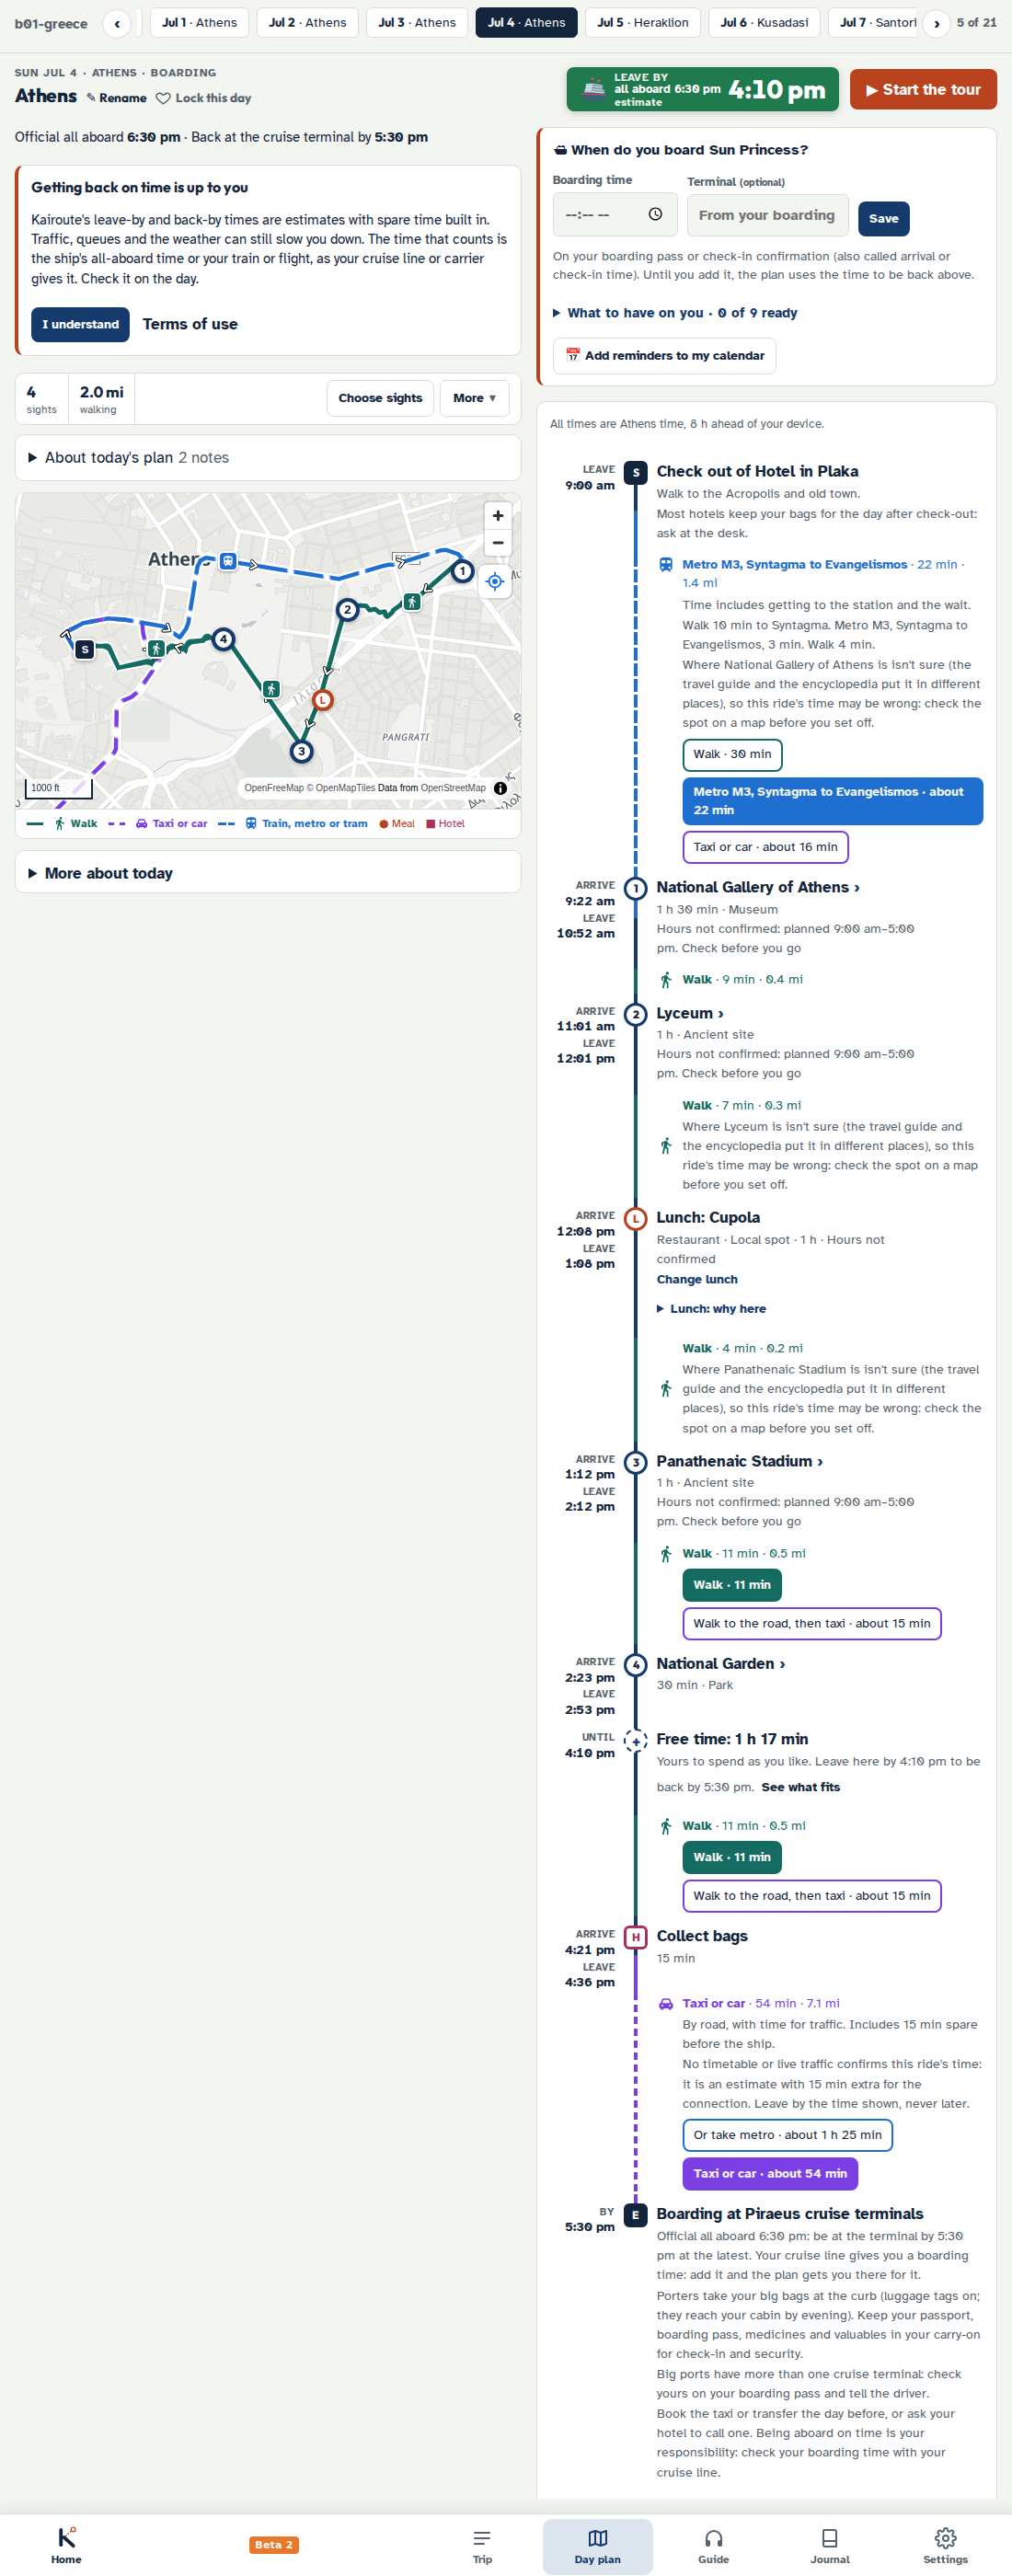 b01-greece
‹
Jul 1 · Athens
Jul 2 · Athens
Jul 3 · Athens
Jul 4 · Athens
Jul 5 · Heraklion
Jul 6 · Kusadasi
Jul 7 · Santori
›
5 of 21
SUN JUL 4 · ATHENS · BOARDING
Athens ✎ Rename ♡ Lock this day
LEAVE BY
all aboard 6:30 pm
estimate
4:10 pm
▶ Start the tour
Official all aboard 6:30 pm · Back at the cruise terminal by 5:30 pm
Getting back on time is up to you
Kairoute's leave-by and back-by times are estimates with spare time built in.
Traffic, queues and the weather can still slow you down. The time that counts is
the ship's all-aboard time or your train or flight, as your cruise line or carrier
gives it. Check it on the day.
I understand
Terms of use
4
sights
2.0 mi
walking
Choose sights
More ▼
▶ About today's plan 2 notes
Athens
1
2
3
4
S
L
PANGRATI
1000 ft
OpenFreeMap © OpenMapTiles Data from OpenStreetMap
Walk
Taxi or car
Train, metro or tram
Meal
Hotel
▶ More about today
When do you board Sun Princess?
Boarding time
Terminal (optional)
--:-- --
From your boarding
Save
On your boarding pass or check-in confirmation (also called arrival or
check-in time). Until you add it, the plan uses the time to be back above.
▶ What to have on you · 0 of 9 ready
Add reminders to my calendar
All times are Athens time, 8 h ahead of your device.
LEAVE
9:00 am
S
Check out of Hotel in Plaka
Walk to the Acropolis and old town.
Most hotels keep your bags for the day after check-out:
ask at the desk.
Metro M3, Syntagma to Evangelismos · 22 min ·
1.4 mi
Time includes getting to the station and the wait.
Walk 10 min to Syntagma. Metro M3, Syntagma to
Evangelismos, 3 min. Walk 4 min.
Where National Gallery of Athens is isn't sure (the
travel guide and the encyclopedia put it in different
places), so this ride's time may be wrong: check the
spot on a map before you set off.
Walk · 30 min
Metro M3, Syntagma to Evangelismos · about
22 min
Taxi or car · about 16 min
ARRIVE
9:22 am
LEAVE
10:52 am
1
National Gallery of Athens ›
1 h 30 min · Museum
Hours not confirmed: planned 9:00 am–5:00
pm. Check before you go
Walk · 9 min · 0.4 mi
ARRIVE
11:01 am
LEAVE
12:01 pm
2
Lyceum ›
1 h · Ancient site
Hours not confirmed: planned 9:00 am–5:00
pm. Check before you go
Walk · 7 min · 0.3 mi
Where Lyceum is isn't sure (the travel guide and
the encyclopedia put it in different places), so this
ride's time may be wrong: check the spot on a map
before you set off.
ARRIVE
12:08 pm
LEAVE
1:08 pm
L
Lunch: Cupola
Restaurant · Local spot · 1 h · Hours not
confirmed
Change lunch
▶ Lunch: why here
Walk · 4 min · 0.2 mi
Where Panathenaic Stadium is isn't sure (the travel
guide and the encyclopedia put it in different
places), so this ride's time may be wrong: check the
spot on a map before you set off.
ARRIVE
1:12 pm
LEAVE
2:12 pm
3
Panathenaic Stadium ›
1 h · Ancient site
Hours not confirmed: planned 9:00 am–5:00
pm. Check before you go
Walk · 11 min · 0.5 mi
Walk · 11 min
Walk to the road, then taxi · about 15 min
ARRIVE
2:23 pm
LEAVE
2:53 pm
4
National Garden ›
30 min · Park
UNTIL
4:10 pm
+
Free time: 1 h 17 min
Yours to spend as you like. Leave here by 4:10 pm to be
back by 5:30 pm. See what fits
Walk · 11 min · 0.5 mi
Walk · 11 min
Walk to the road, then taxi · about 15 min
ARRIVE
4:21 pm
LEAVE
4:36 pm
H
Collect bags
15 min
Taxi or car · 54 min · 7.1 mi
By road, with time for traffic. Includes 15 min spare
before the ship.
No timetable or live traffic confirms this ride's time:
it is an estimate with 15 min extra for the
connection. Leave by the time shown, never later.
Or take metro · about 1 h 25 min
Taxi or car · about 54 min
BY
5:30 pm
E
Boarding at Piraeus cruise terminals
Official all aboard 6:30 pm: be at the terminal by 5:30
pm at the latest. Your cruise line gives you a boarding
time: add it and the plan gets you there for it.
Porters take your big bags at the curb (luggage tags on;
they reach your cabin by evening). Keep your passport,
boarding pass, medicines and valuables in your carry-on
for check-in and security.
Big ports have more than one cruise terminal: check
yours on your boarding pass and tell the driver.
Book the taxi or transfer the day before, or ask your
hotel to call one. Being aboard on time is your
responsibility: check your boarding time with your
cruise line.
Home
Beta 2
Trip
Day plan
Guide
Journal
Settings